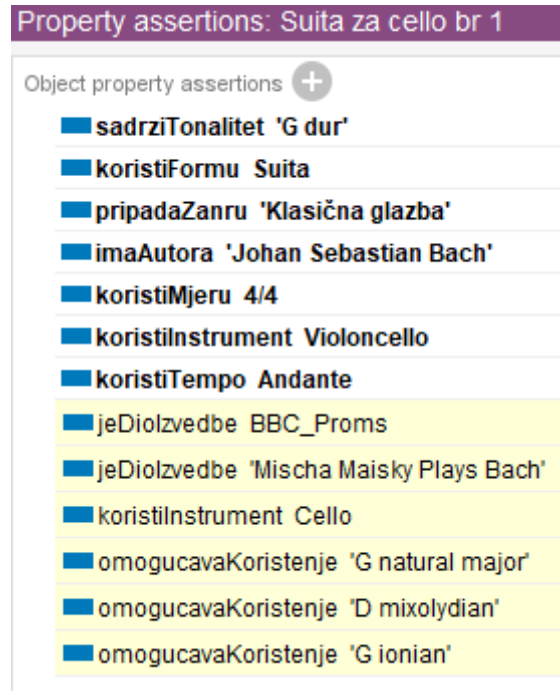 Property assertions: Suita za cello br 1
Object property assertions
sadrziTonalitet 'G dur'
koristiFormu Suita
pripadaZanru 'Klasična glazba'
imaAutora 'Johan Sebastian Bach'
koristiMjeru 4/4
koristiInstrument Violoncello
koristiTempo Andante
jeDioIzvedbe BBC_Proms
jeDioIzvedbe 'Mischa Maisky Plays Bach'
koristiInstrument Cello
omogucavaKoristenje 'G natural major'
omogucavaKoristenje 'D mixolydian'
omogucavaKoristenje 'G ionian'